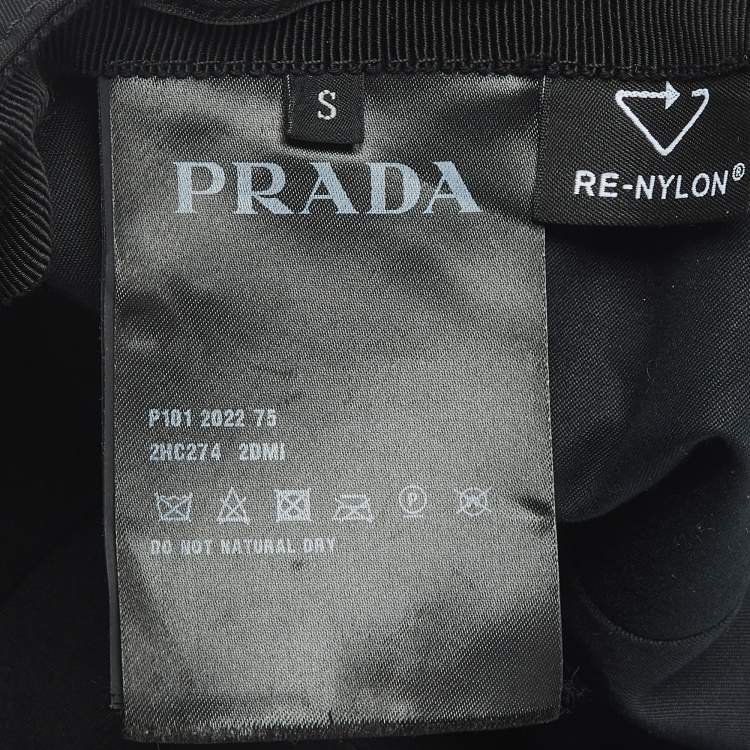 S
PRADA
RE-NYLON®
P101 2022 75
2HC274 2DMI
P
W
DO NOT NATURAL DRY